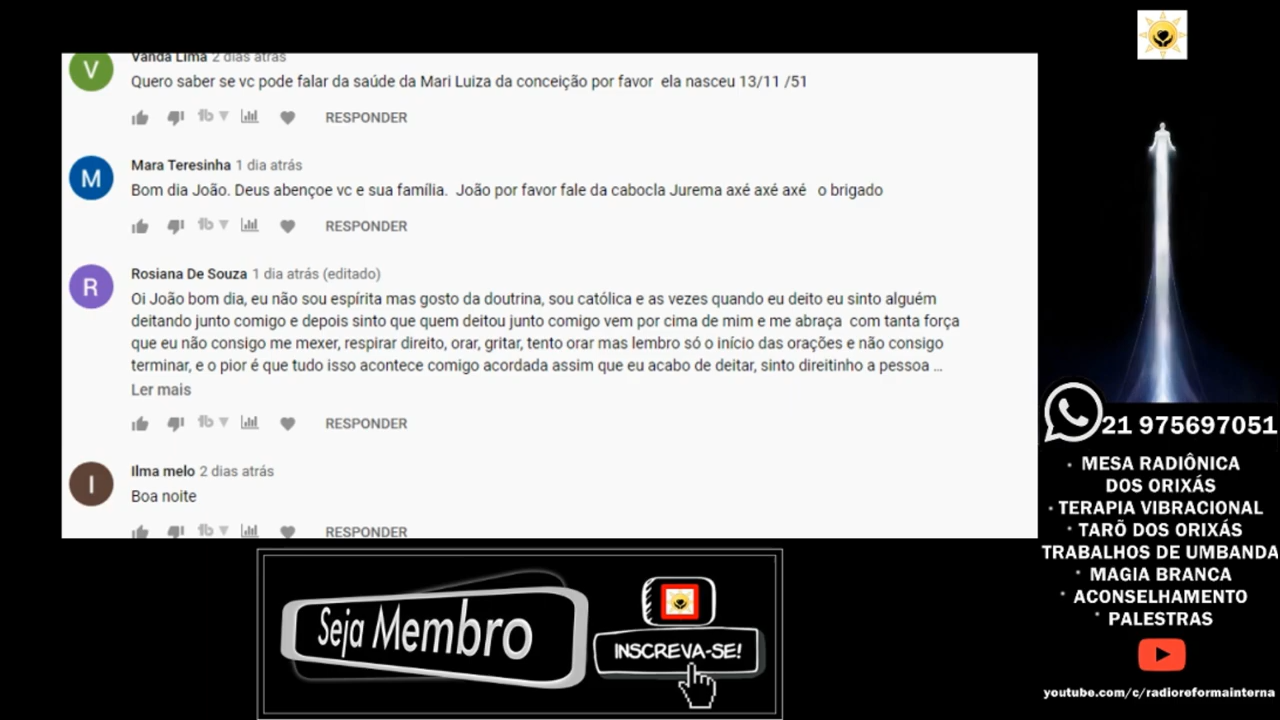 Vanda Lima 2 dias atrás
Quero saber se vc pode falar da saúde da Mari Luiza da conceição por favor ela nasceu 13/11 /51
RESPONDER
M
Mara Teresinha 1 dia atrás
Bom dia João. Deus abençoe vc e sua família. João por favor fale da cabocla Jurema axé axé axé o brigado
RESPONDER
R
Rosiana De Souza 1 dia atrás (editado)
Oi João bom dia, eu não sou espírita mas gosto da doutrina, sou católica e as vezes quando eu deito eu sinto alguém
deitando junto comigo e depois sinto que quem deitou junto comigo vem por cima de mim e me abraça com tanta força
que eu não consigo me mexer, respirar direito, orar, gritar, tento orar mas lembro só o início das orações e não consigo
terminar, e o pior é que tudo isso acontece comigo acordada assim que eu acabo de deitar, sinto direitinho a pessoa ...
Ler mais
RESPONDER
I
Ilma melo 2 dias atrás
Boa noite
RESPONDER
V
Seja Membro
INSCREVA-SE!
21 975697051
· MESA RADIÔNICA
DOS ORIXÁS
· TERAPIA VIBRACIONAL
· TARÕ DOS ORIXÁS
TRABALHOS DE UMBANDA
· MAGIA BRANCA
· ACONSELHAMENTO
· PALESTRAS
youtube.com/c/radioreformainterna